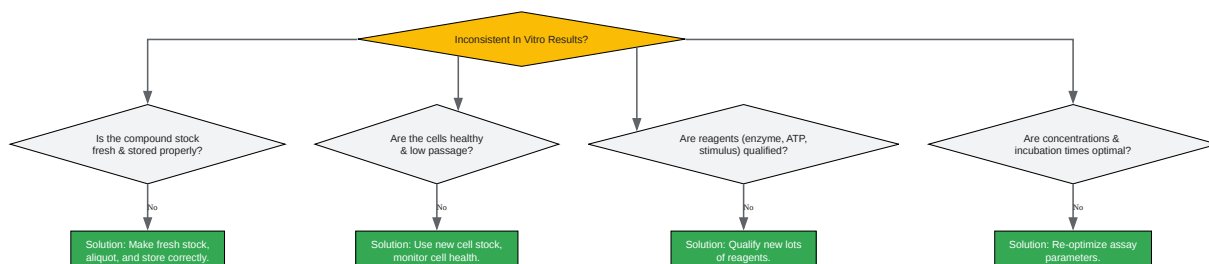 Inconsistent In Vitro Results?
Is the compound stock
fresh & stored properly?
Are the cells healthy
& low passage?
Are reagents (enzyme, ATP,
stimulus) qualified?
Are concentrations &
incubation times optimal?
No
No
No
No
Solution: Make fresh stock,
aliquot, and store correctly.
Solution: Use new cell stock,
monitor cell health.
Solution: Qualify new lots
of reagents.
Solution: Re-optimize assay
parameters.